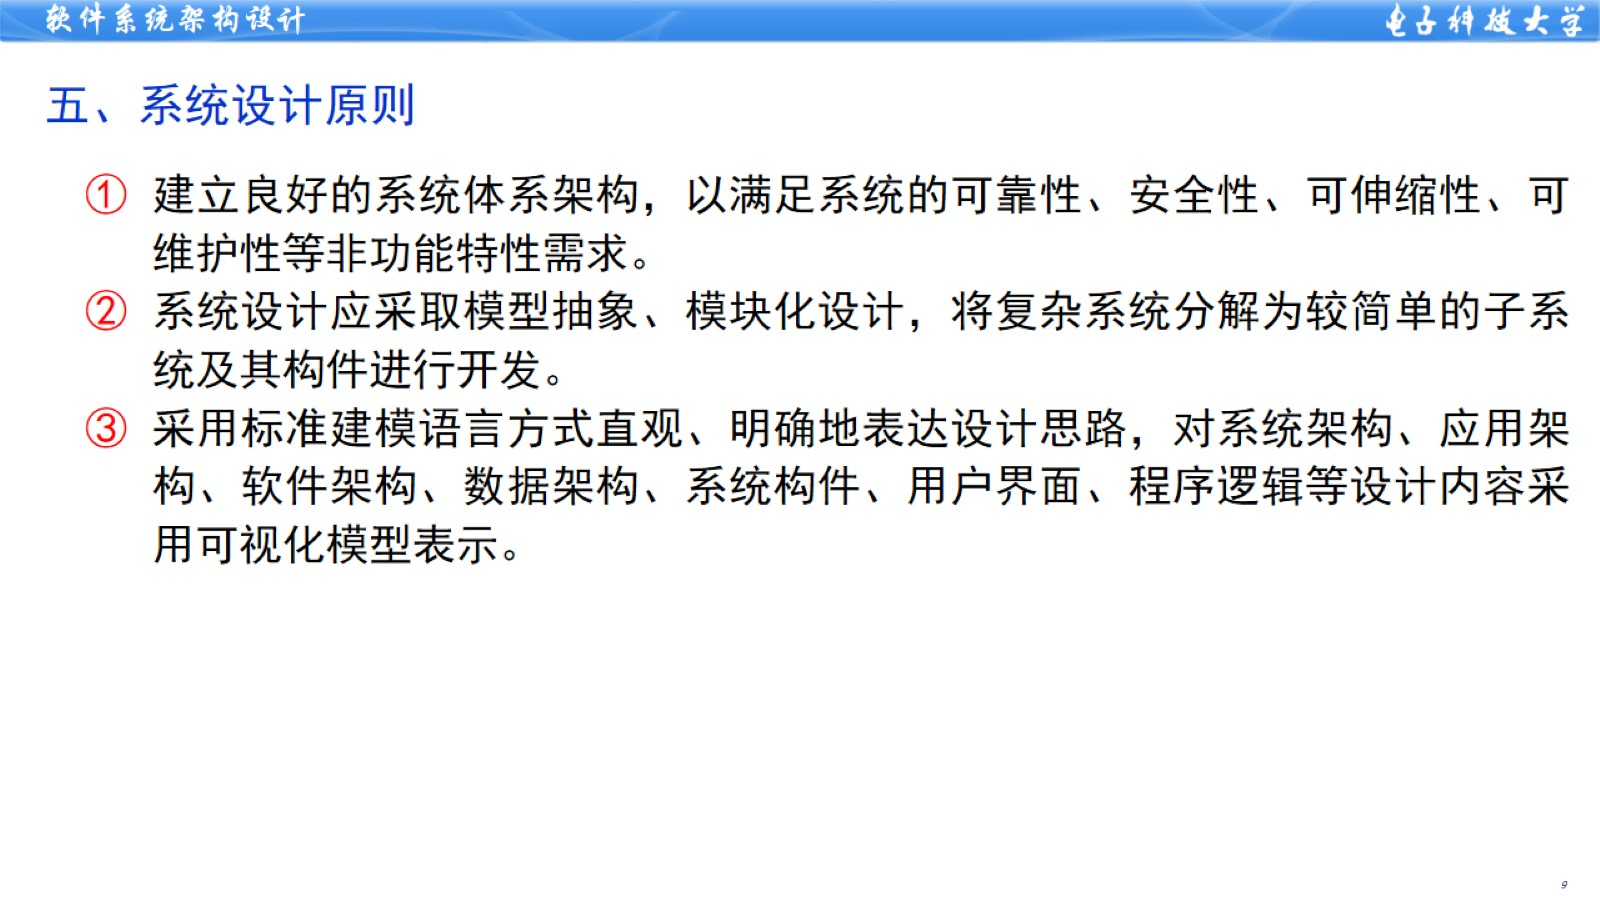 软件系统架构设计
电子科技大学
五、系统设计原则
① 建立良好的系统体系架构，以满足系统的可靠性、安全性、可伸缩性、可
维护性等非功能特性需求。
② 系统设计应采取模型抽象、模块化设计，将复杂系统分解为较简单的子系
统及其构件进行开发。
③ 采用标准建模语言方式直观、明确地表达设计思路，对系统架构、应用架
构、软件架构、数据架构、系统构件、用户界面、程序逻辑等设计内容采
用可视化模型表示。
9